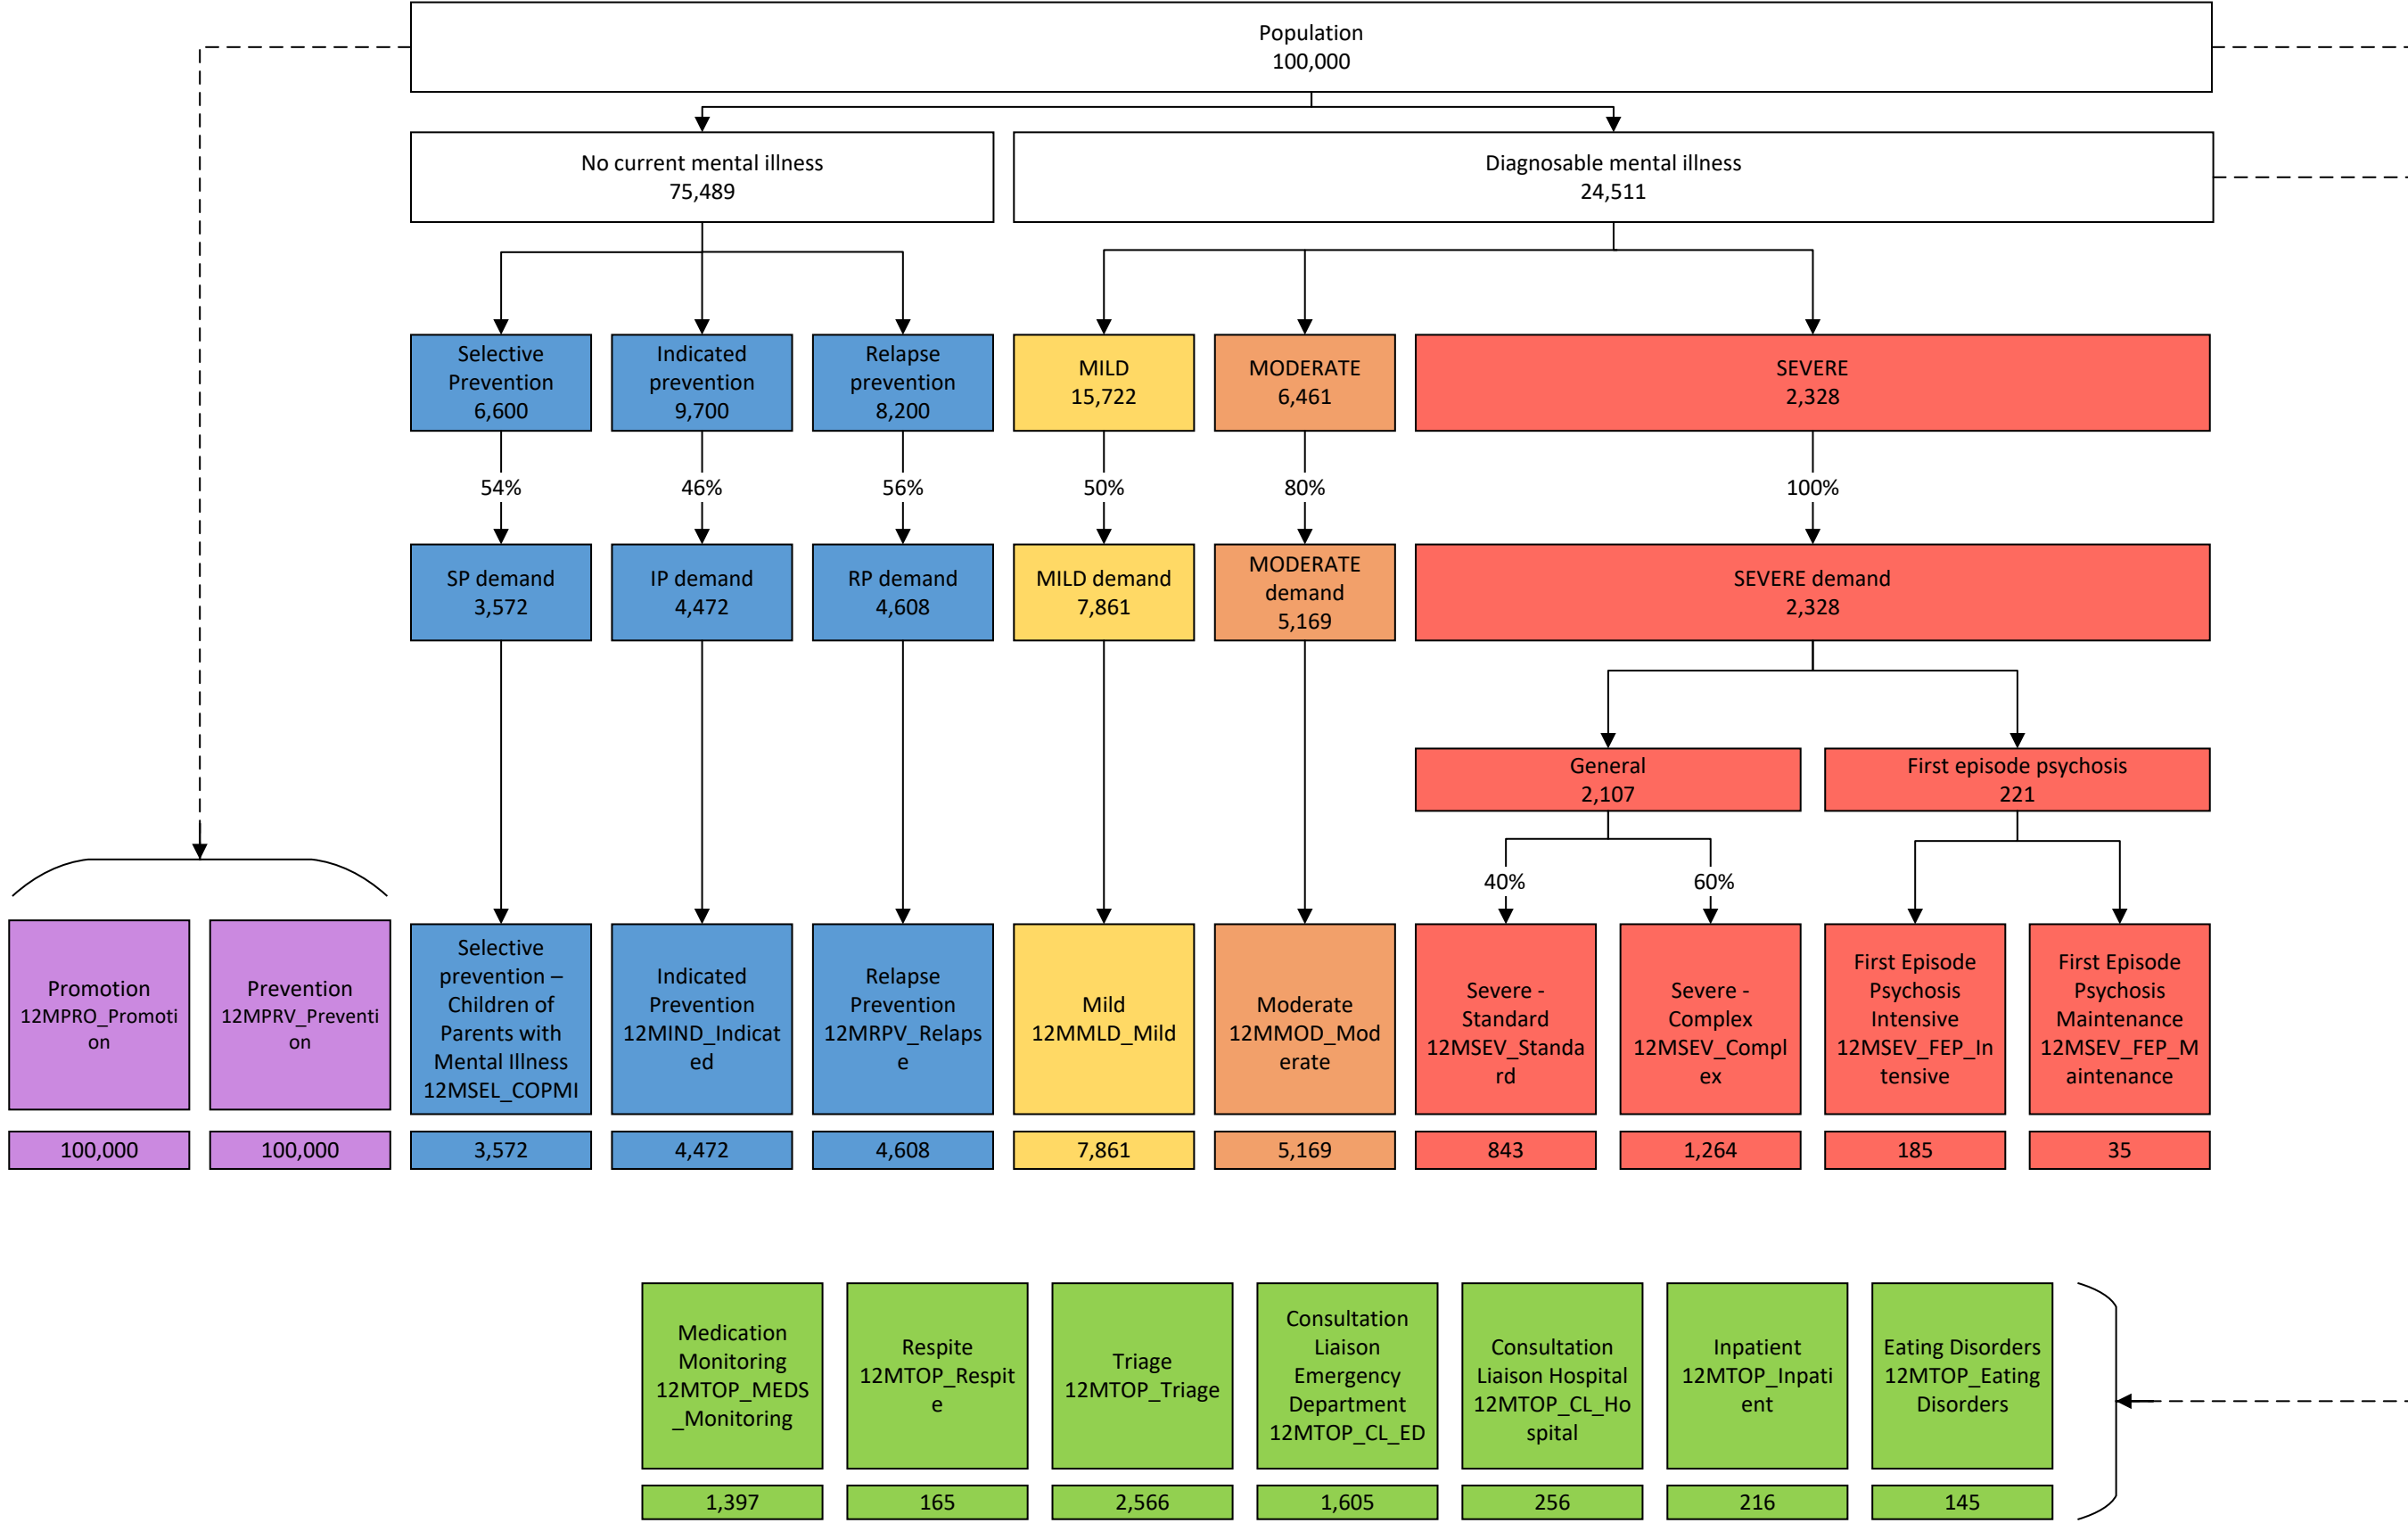 Population
100,000
No current mental illness
75,489
Diagnosable mental illness
24,511
Selective
Prevention
6,600
Indicated
prevention
9,700
Relapse
prevention
8,200
MILD
15,722
MODERATE
6,461
SEVERE
2,328
54%
46%
56%
50%
80%
100%
SP demand
3,572
IP demand
4,472
RP demand
4,608
MILD demand
7,861
MODERATE
demand
5,169
SEVERE demand
2,328
General
2,107
First episode psychosis
221
40%
60%
Promotion
12MPRO_Promoti
on
Prevention
12MPRV_Preventi
on
Selective
prevention –
Children of
Parents with
Mental Illness
12MSEL_COPMI
Indicated
Prevention
12MIND_Indicat
ed
Relapse
Prevention
12MRPV_Relaps
e
Mild
12MMLD_Mild
Moderate
12MMOD_Mod
erate
Severe -
Standard
12MSEV_Standa
rd
Severe -
Complex
12MSEV_Compl
ex
First Episode
Psychosis
Intensive
12MSEV_FEP_In
tensive
First Episode
Psychosis
Maintenance
12MSEV_FEP_M
aintenance
100,000
100,000
3,572
4,472
4,608
7,861
5,169
843
1,264
185
35
Medication
Monitoring
12MTOP_MEDS
_Monitoring
Respite
12MTOP_Respit
e
Triage
12MTOP_Triage
Consultation
Liaison
Emergency
Department
12MTOP_CL_ED
Consultation
Liaison Hospital
12MTOP_CL_Ho
spital
Inpatient
12MTOP_Inpati
ent
Eating Disorders
12MTOP_Eating
Disorders
1,397
165
2,566
1,605
256
216
145